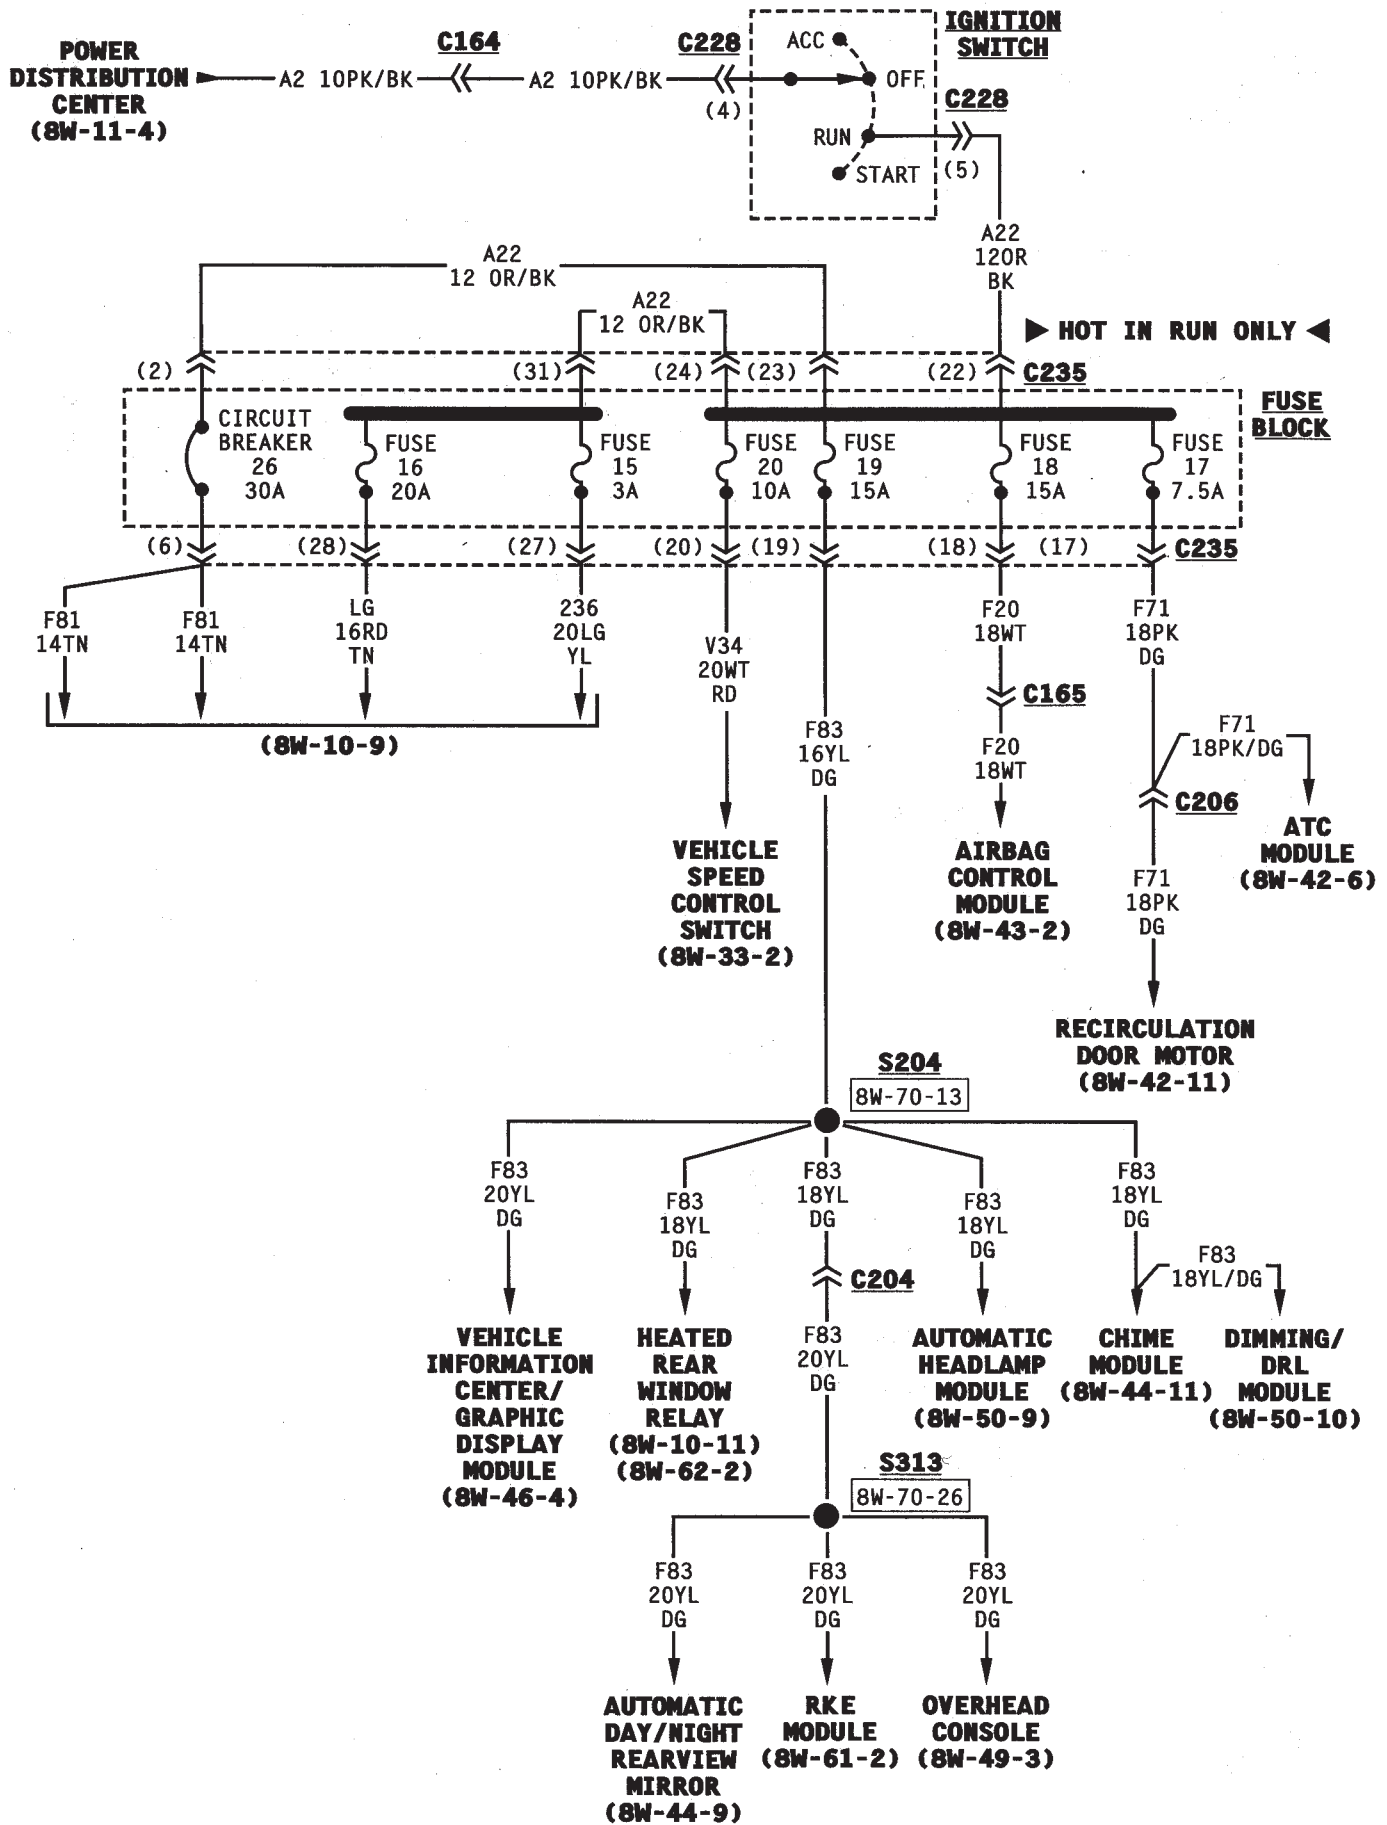 IGNITION
SWITCH
POWER
DISTRIBUTION
CENTER
(8W-11-4)
A2 10PK/BK
C164
A2 10PK/BK
C228
(4)
ACC
OFF
RUN
START
C228
(5)
A22
12OR
BK
A22
12 OR/BK
A22
12 OR/BK
HOT IN RUN ONLY
(2)
(31)
(24)
(23)
(22)
C235
FUSE
BLOCK
CIRCUIT
BREAKER
26
30A
FUSE
16
20A
FUSE
15
3A
FUSE
20
10A
FUSE
19
15A
FUSE
18
15A
FUSE
17
7.5A
(6)
(28)
(27)
(20)
(19)
(18)
(17)
C235
F81
14TN
F81
14TN
LG
16RD
TN
236
20LG
YL
V34
20WT
RD
F83
16YL
DG
F20
18WT
C165
F20
18WT
F71
18PK
DG
F71
18PK/DG
C206
F71
18PK
DG
(8W-10-9)
VEHICLE
SPEED
CONTROL
SWITCH
(8W-33-2)
AIRBAG
CONTROL
MODULE
(8W-43-2)
ATC
MODULE
(8W-42-6)
RECIRCULATION
DOOR MOTOR
(8W-42-11)
S204
8W-70-13
F83
20YL
DG
F83
18YL
DG
F83
18YL
DG
F83
18YL
DG
F83
18YL
DG
F83
18YL/DG
C204
F83
20YL
DG
VEHICLE
INFORMATION
CENTER/
GRAPHIC
DISPLAY
MODULE
(8W-46-4)
HEATED
REAR
WINDOW
RELAY
(8W-10-11)
(8W-62-2)
AUTOMATIC
HEADLAMP
MODULE
(8W-50-9)
CHIME
MODULE
(8W-44-11)
DIMMING/
DRL
MODULE
(8W-50-10)
S313
8W-70-26
F83
20YL
DG
F83
20YL
DG
F83
20YL
DG
AUTOMATIC
DAY/NIGHT
REARVIEW
MIRROR
(8W-44-9)
RKE
MODULE
(8W-61-2)
OVERHEAD
CONSOLE
(8W-49-3)